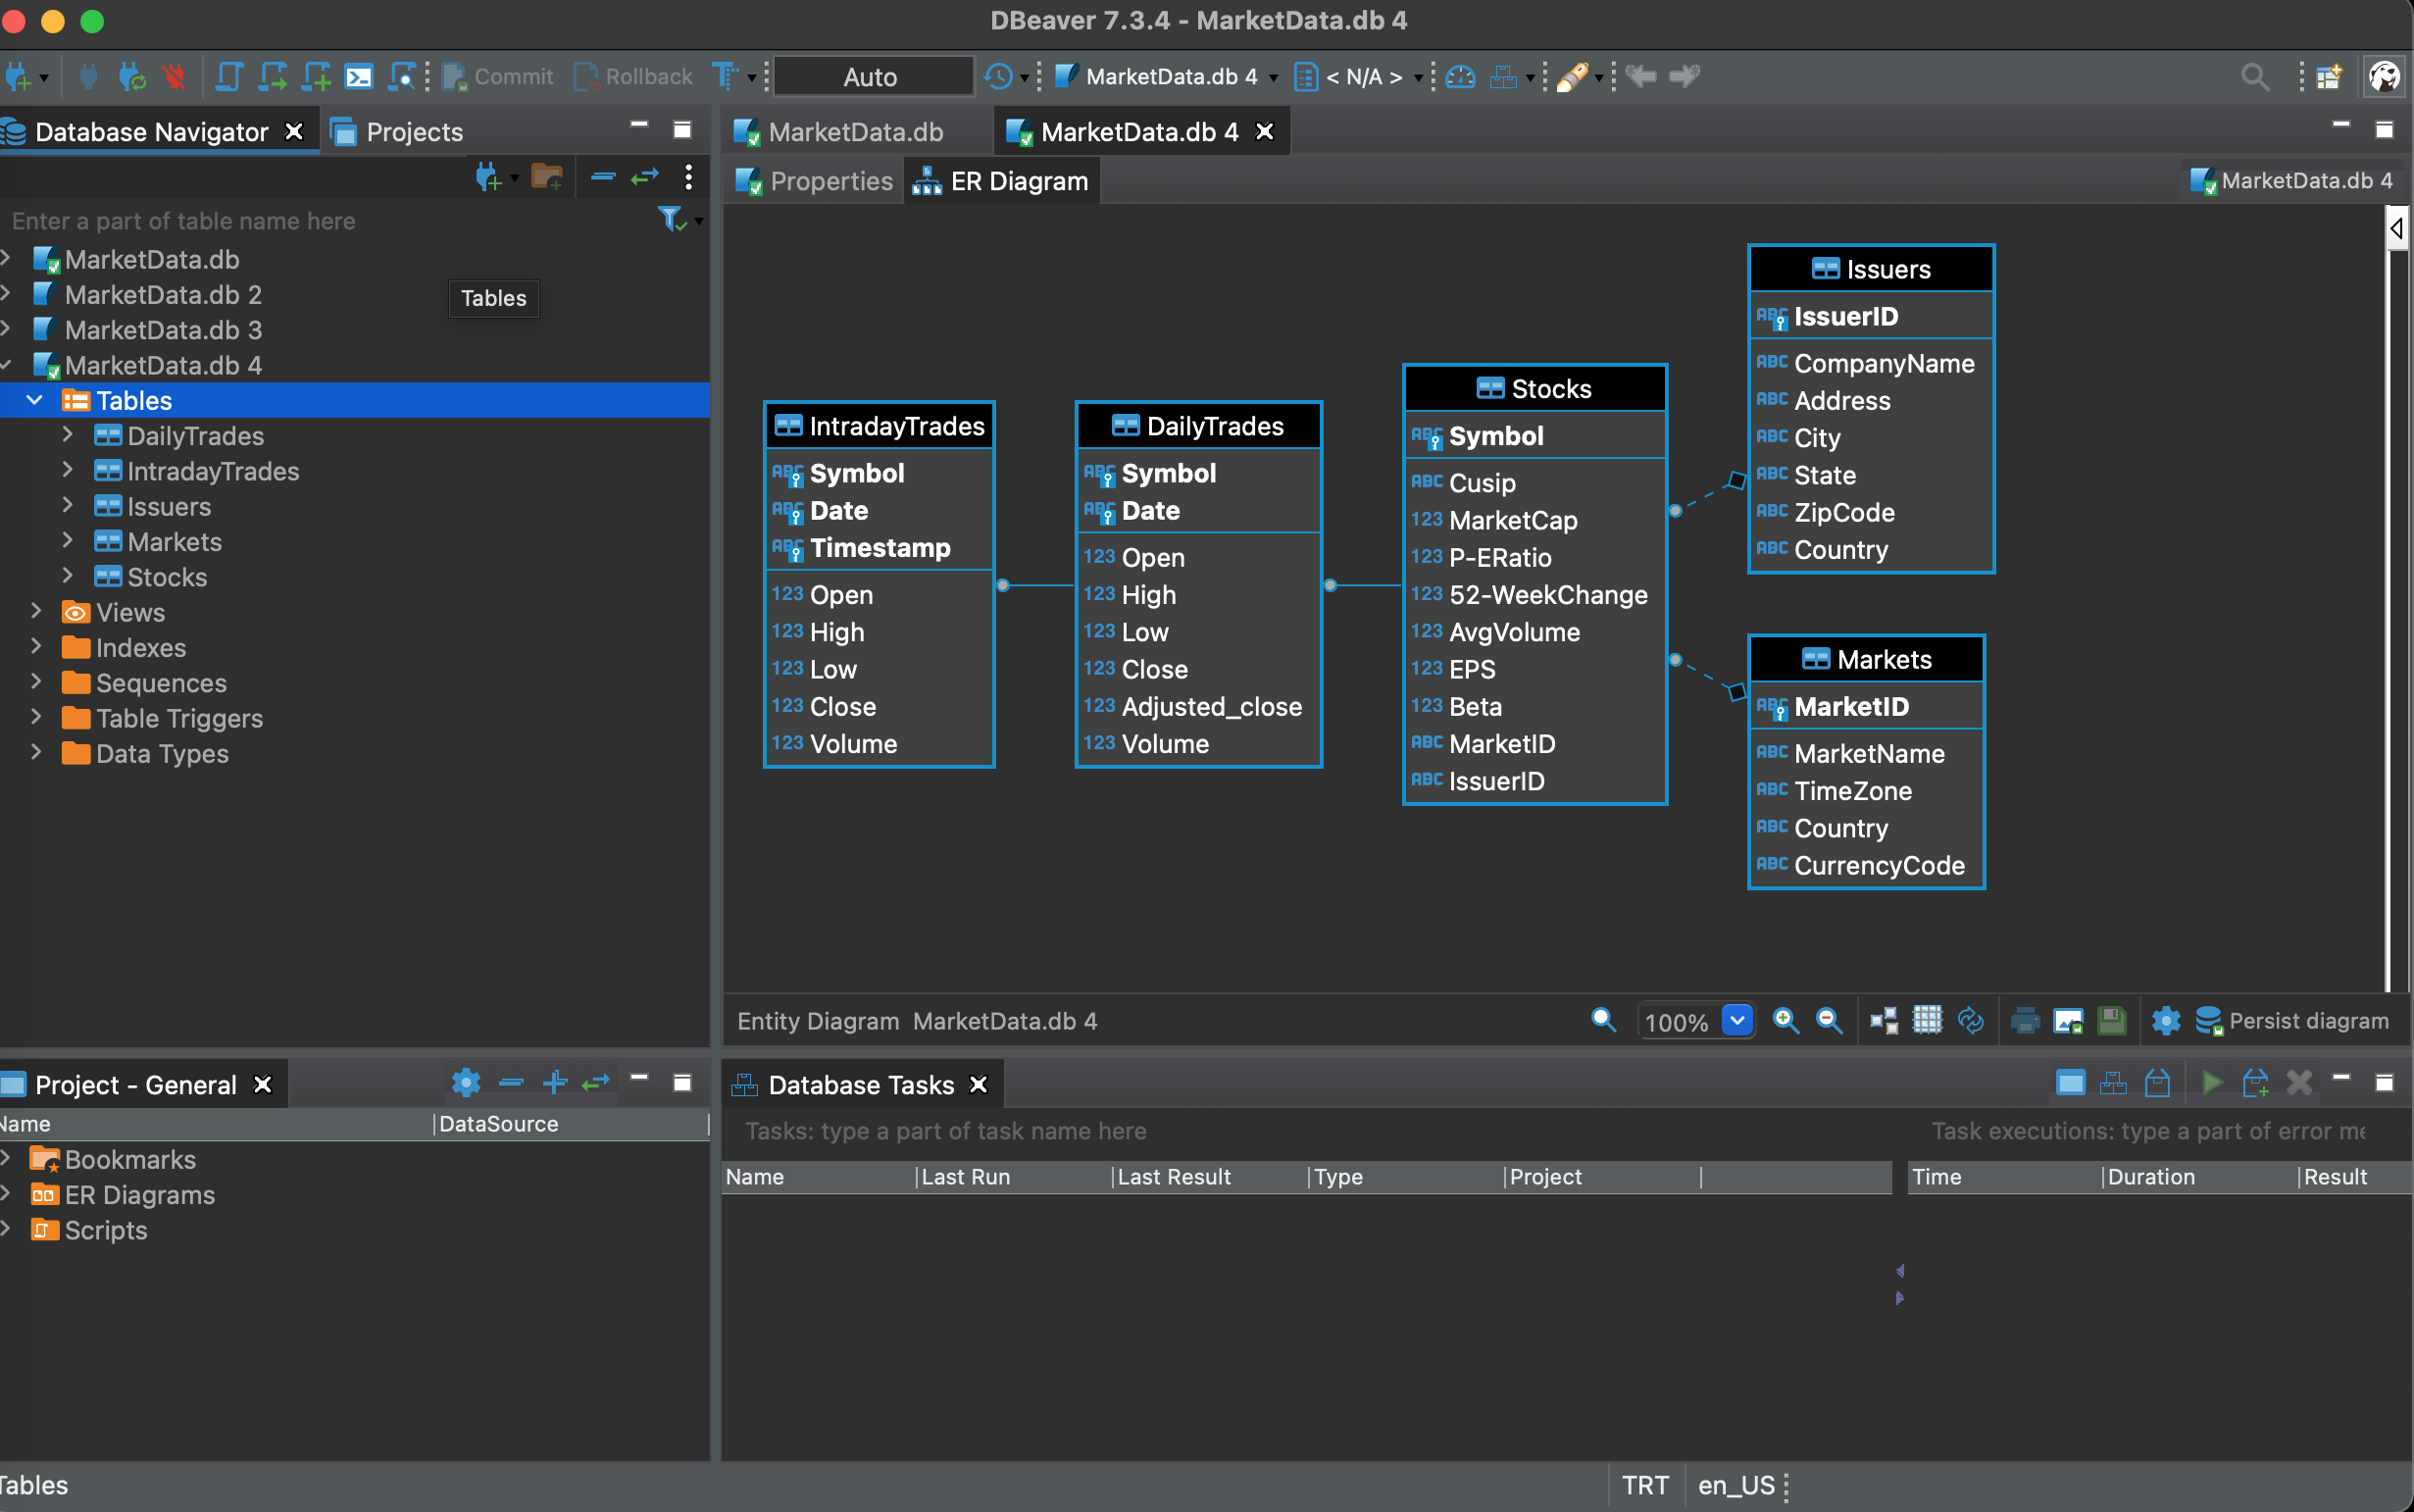 DBeaver 7.3.4 - MarketData.db 4
Commit
Rollback
Auto
MarketData.db 4
< N/A >
Database Navigator
Projects
Enter a part of table name here
MarketData.db
MarketData.db 2
MarketData.db 3
MarketData.db 4
Tables
DailyTrades
IntradayTrades
Issuers
Markets
Stocks
Views
Indexes
Sequences
Table Triggers
Data Types
Tables
MarketData.db
MarketData.db 4
Properties
ER Diagram
MarketData.db 4
IntradayTrades
ABC Symbol
ABC Date
ABC Timestamp
123 Open
123 High
123 Low
123 Close
123 Volume
DailyTrades
ABC Symbol
ABC Date
123 Open
123 High
123 Low
123 Close
123 Adjusted_close
123 Volume
Stocks
ABC Symbol
ABC Cusip
123 MarketCap
123 P-ERatio
123 52-WeekChange
123 AvgVolume
123 EPS
123 Beta
ABC MarketID
ABC IssuerID
Issuers
ABC IssuerID
ABC CompanyName
ABC Address
ABC City
ABC State
ABC ZipCode
ABC Country
Markets
ABC MarketID
ABC MarketName
ABC TimeZone
ABC Country
ABC CurrencyCode
Entity Diagram MarketData.db 4
100%
Persist diagram
Project - General
Name DataSource
Bookmarks
ER Diagrams
Scripts
Database Tasks
Tasks: type a part of task name here
Task executions: type a part of error me
Name Last Run Last Result Type Project
Time Duration Result
Tables
TRT en_US